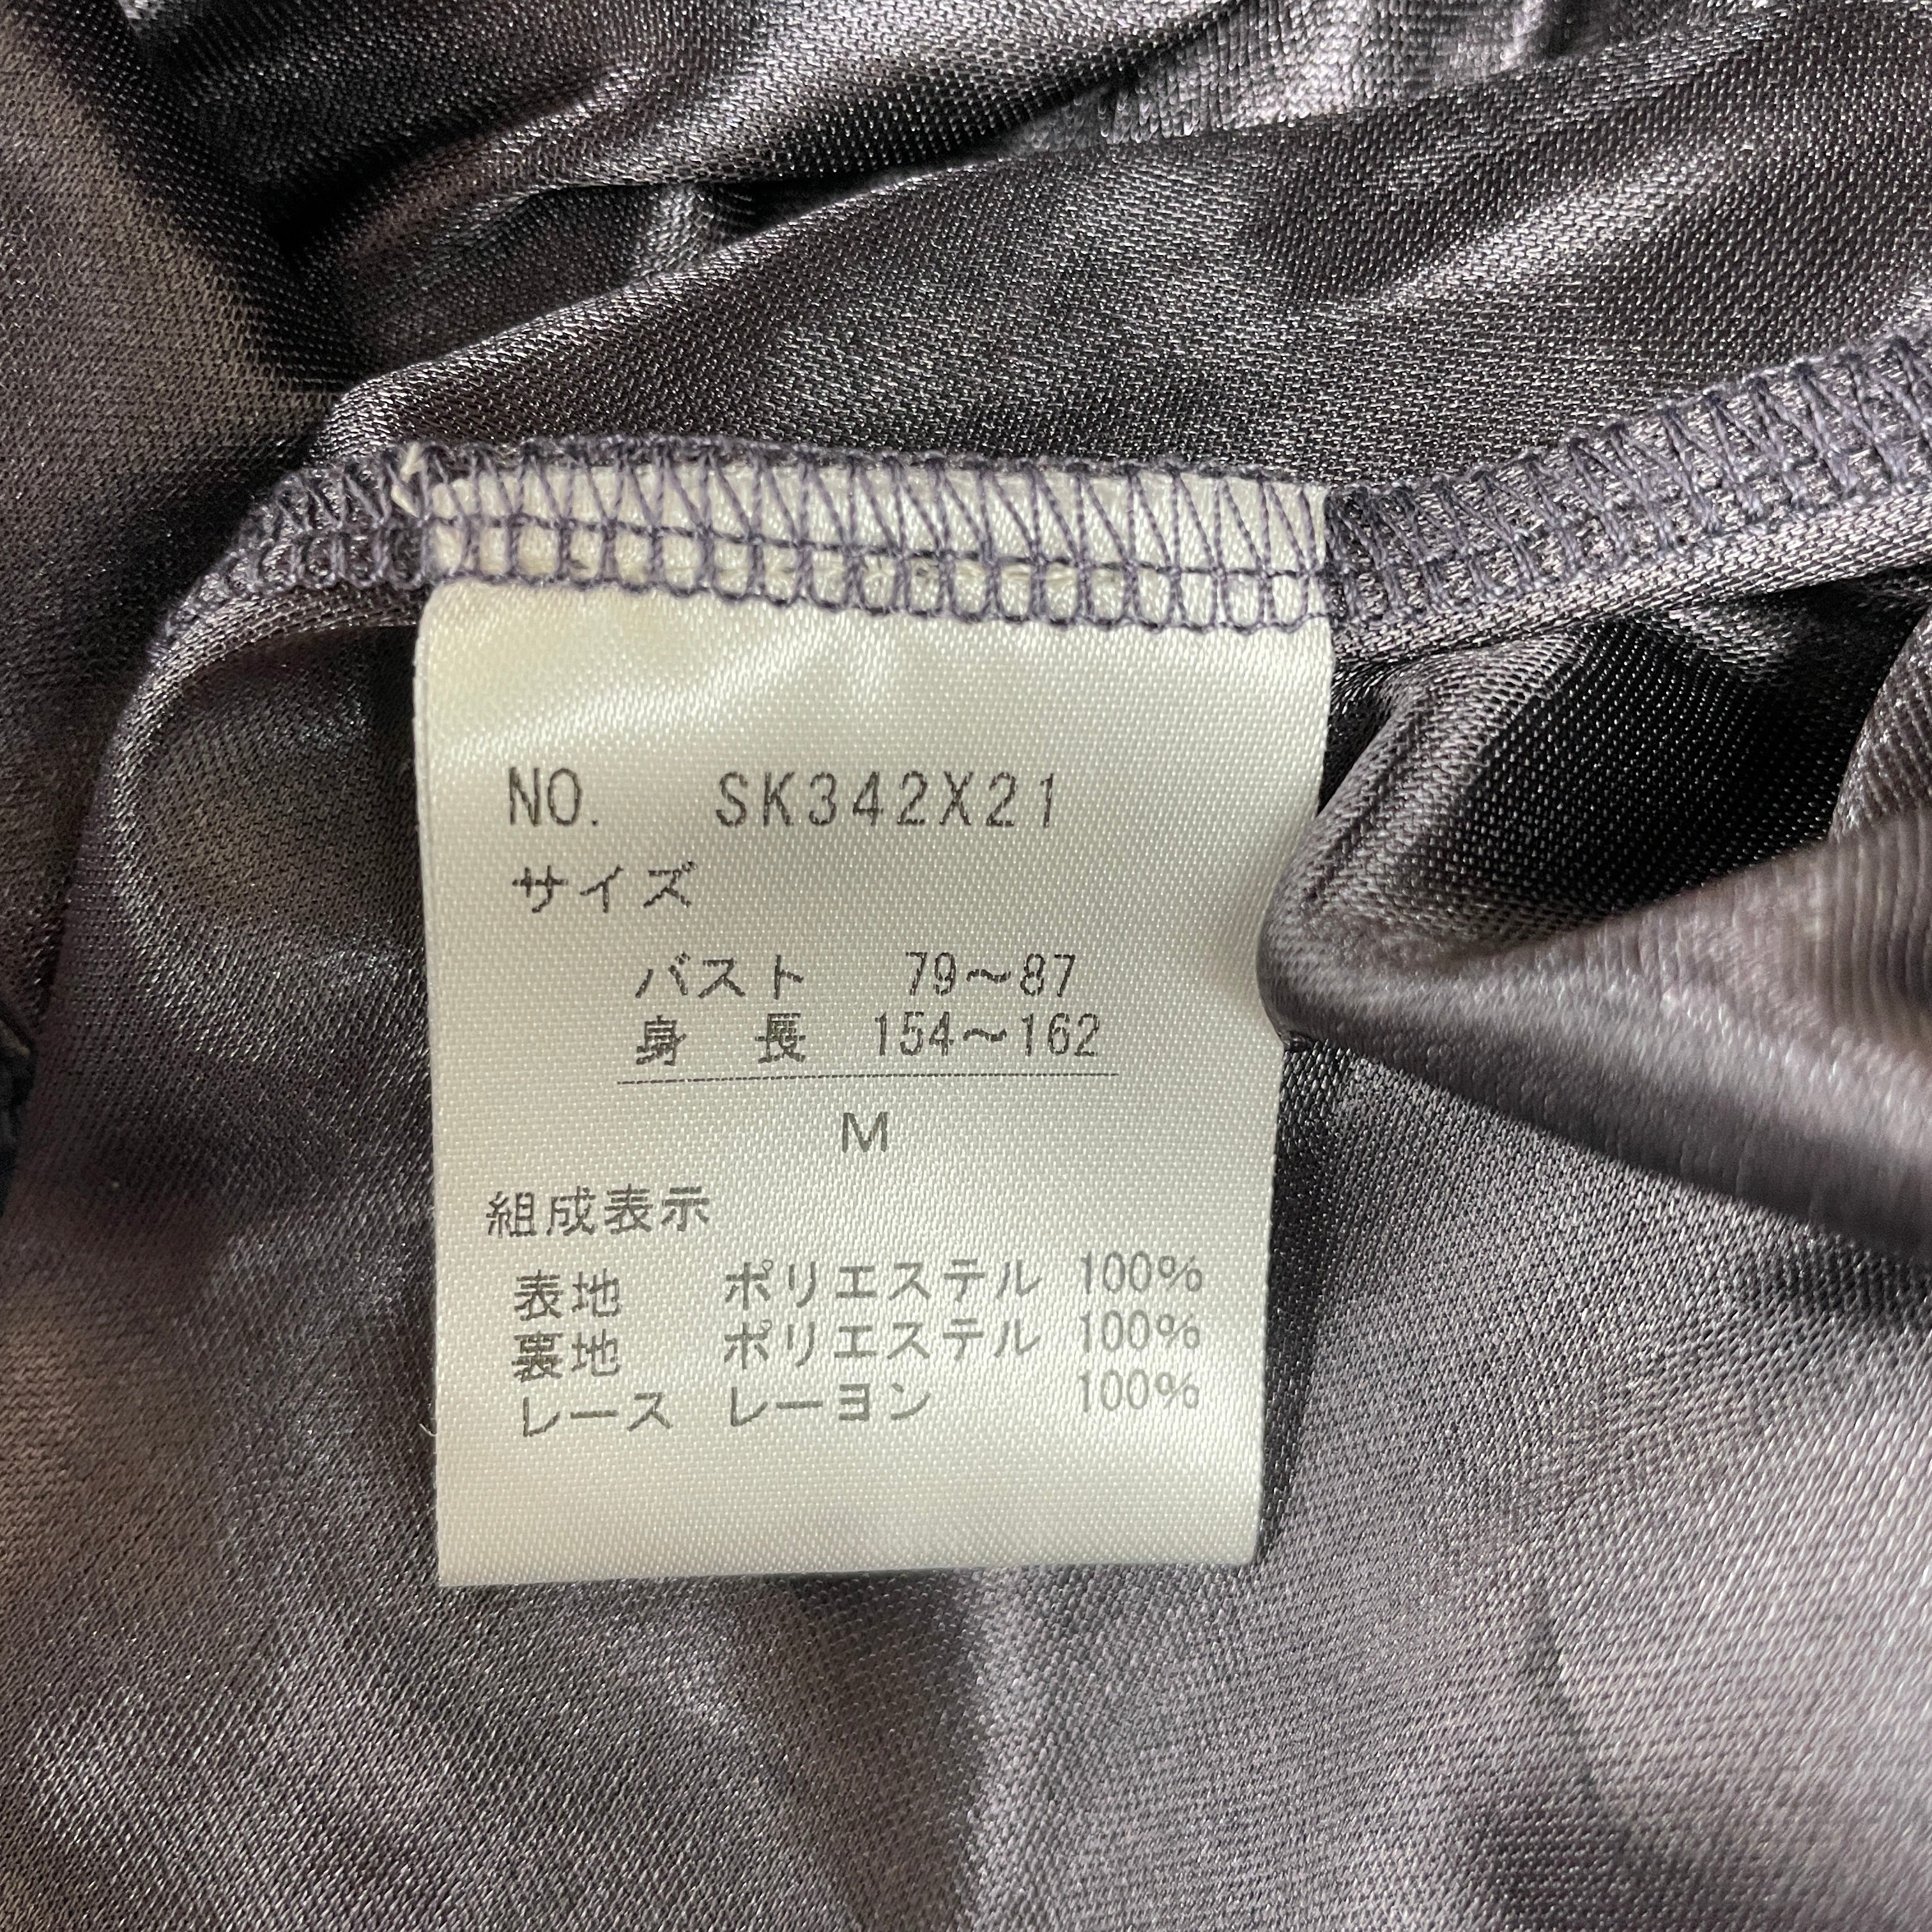 NO. SK342X21
サイズ
バスト 79～87
身 長 154～162
M
組成表示
表地 ポリエステル 100%
裏地 ポリエステル 100%
レース レーヨン 100%